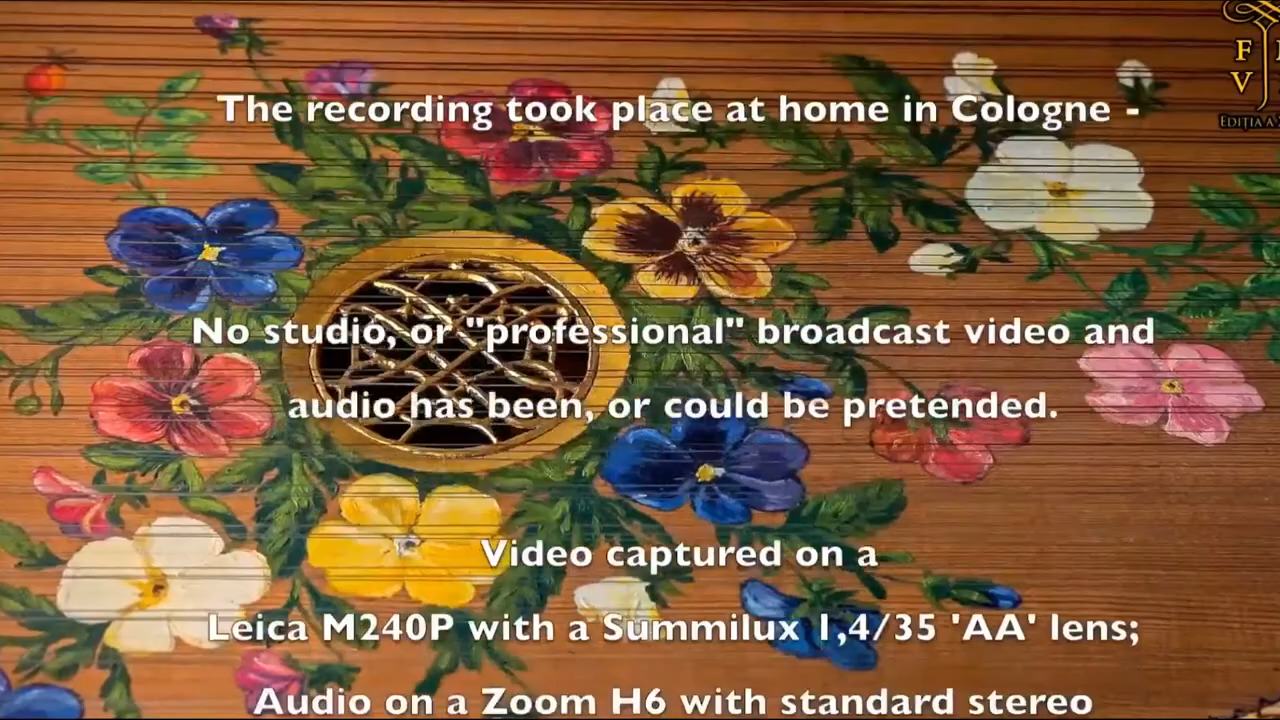 F
V
EDIȚIA A
The recording took place at home in Cologne -
No studio, or "professional" broadcast video and
audio has been, or could be pretended.
Video captured on a
Leica M240P with a Summilux 1,4/35 'AA' lens;
Audio on a Zoom H6 with standard stereo